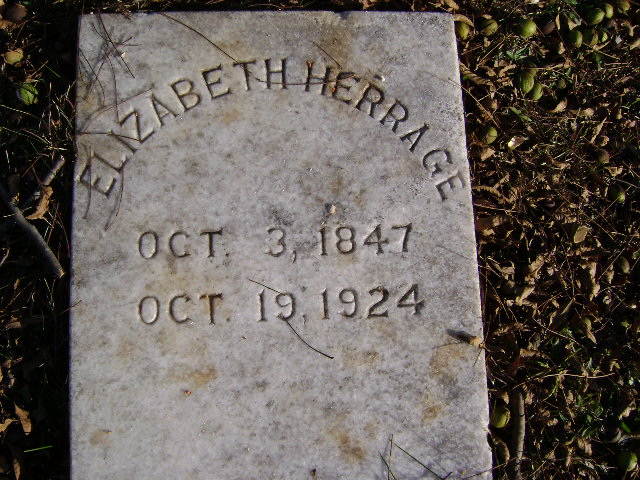 ELIZABETH HERRAGE
OCT. 3, 1847
OCT. 19, 1924